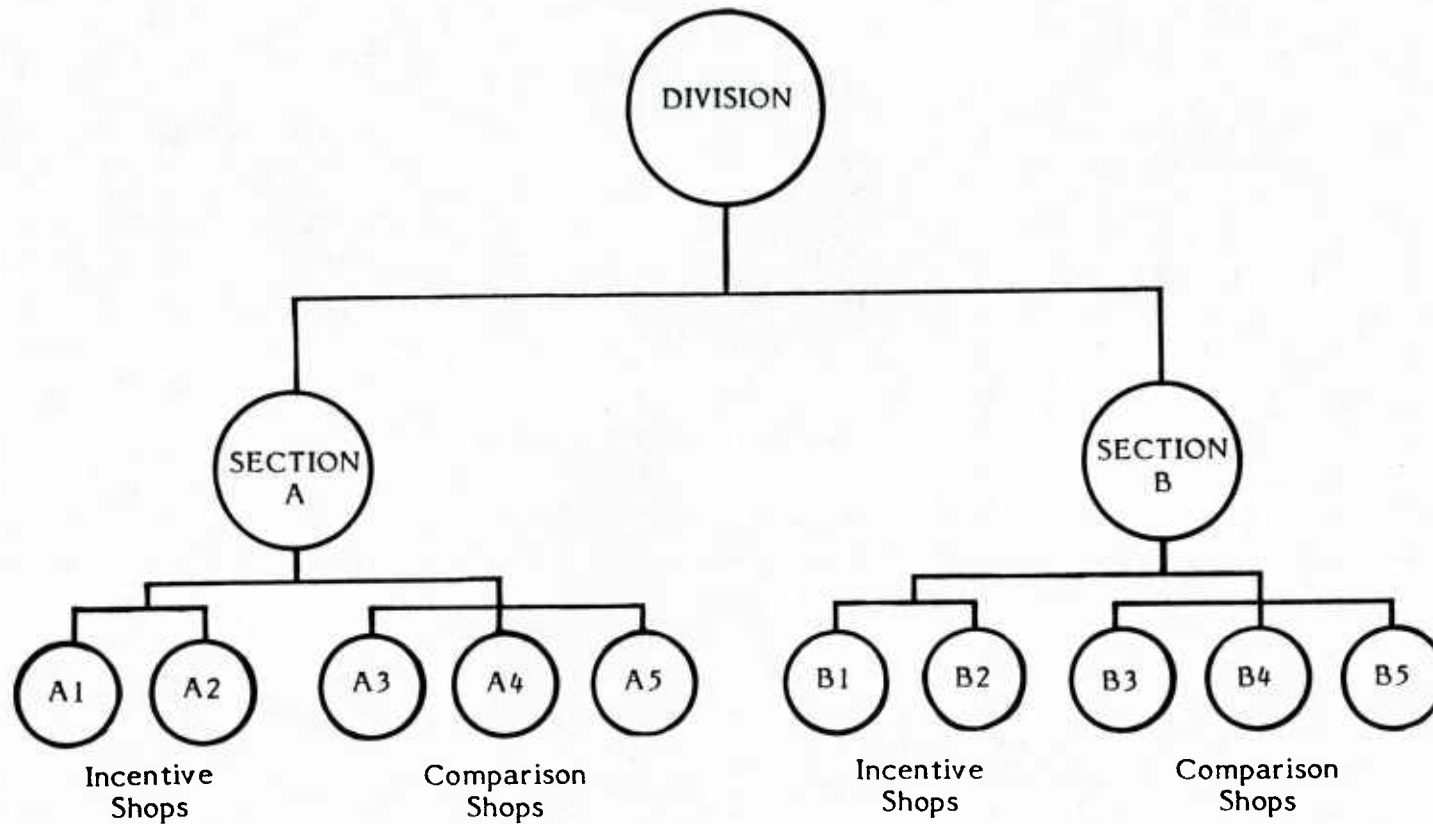 DIVISION
SECTION
A
SECTION
B
A1
A2
A3
A4
A5
B1
B2
B3
B4
B5
Incentive
Shops
Comparison
Shops
Incentive
Shops
Comparison
Shops